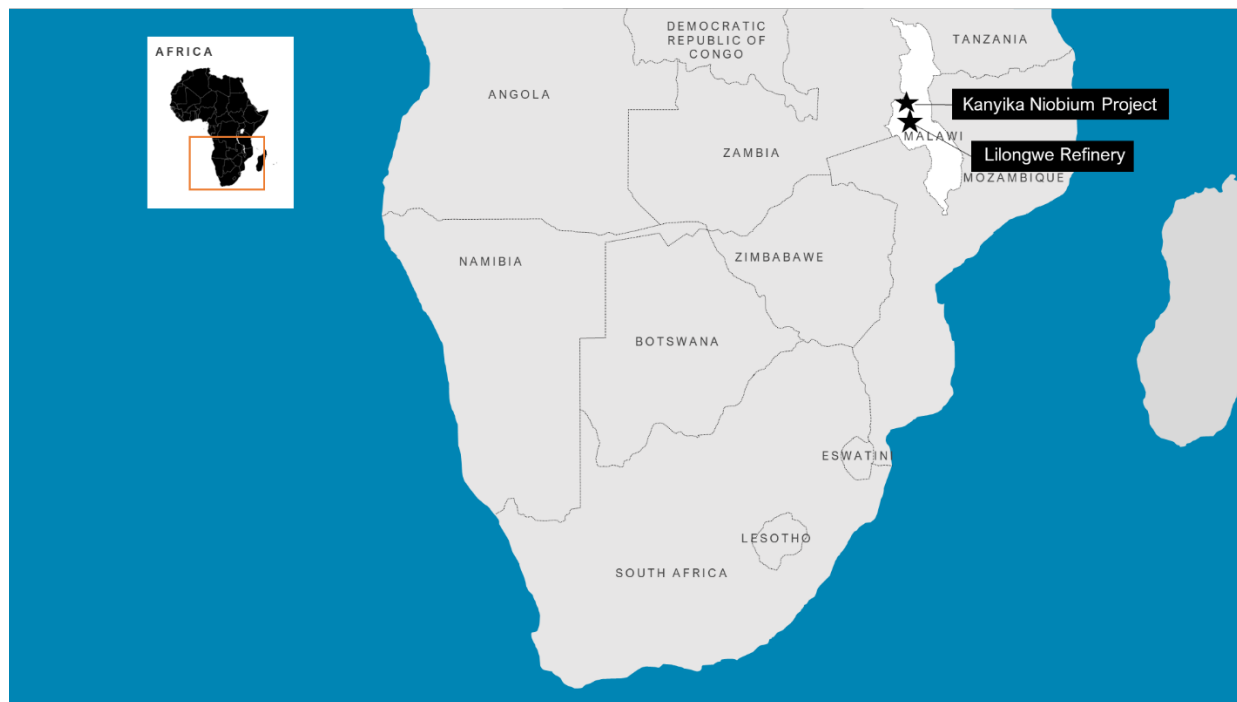 AFRICA
DEMOCRATIC
REPUBLIC OF
CONGO
TANZANIA
ANGOLA
Kanyika Niobium Project
MALAWI
ZAMBIA
Lilongwe Refinery
MOZAMBIQUE
NAMIBIA
ZIMBABAWE
BOTSWANA
ESWATINI
LESOTHO
SOUTH AFRICA